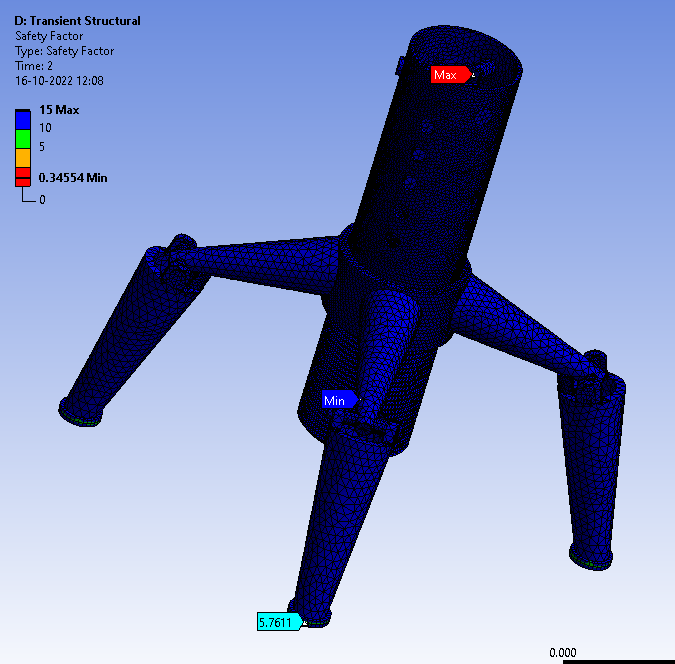 D: Transient Structural
Safety Factor
Type: Safety Factor
Time: 2
16-10-2022 12:08
15 Max
10
5
0.34554 Min
0
Max
Min
5.7611
0.000